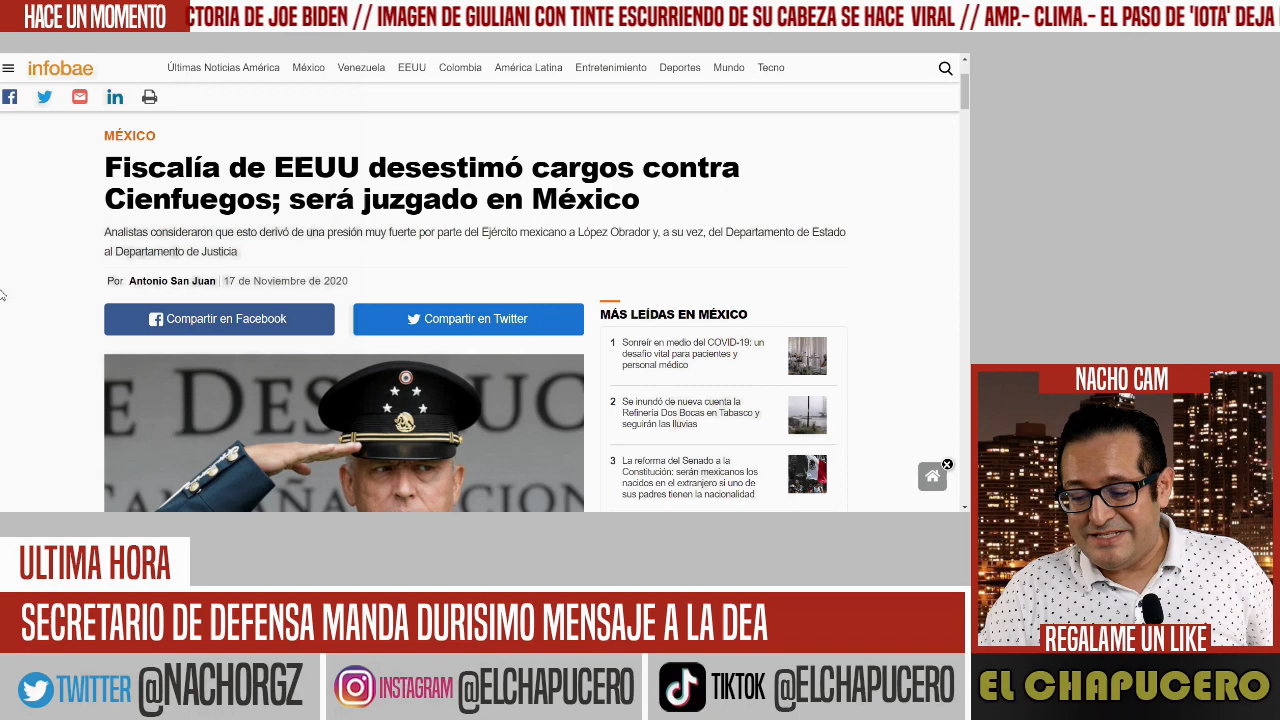 HACE UN MOMENTO
CTORIA DE JOE BIDEN // IMAGEN DE GIULIANI CON TINTE ESCURRIENDO DE SU CABEZA SE HACE VIRAL // AMP.- CLIMA.- EL PASO DE 'IOTA' DEJA
infobae
Últimas Noticias América México Venezuela EEUU Colombia América Latina Entretenimiento Deportes Mundo Tecno
MÉXICO
Fiscalía de EEUU desestimó cargos contra
Cienfuegos; será juzgado en México
Analistas consideraron que esto derivó de una presión muy fuerte por parte del Ejército mexicano a López Obrador y, a su vez, del Departamento de Estado
al Departamento de Justicia
Por Antonio San Juan | 17 de Noviembre de 2020
Compartir en Facebook
Compartir en Twitter
E DESTRUC
MÁS LEÍDAS EN MÉXICO
1 Sonreír en medio del COVID-19: un
desafío vital para pacientes y
personal médico
2 Se inundó de nueva cuenta la
Refinería Dos Bocas en Tabasco y
seguirán las lluvias
3 La reforma del Senado a la
Constitución: serán mexicanos los
nacidos en el extranjero si uno de
sus padres tienen la nacionalidad
NACHO CAM
REGALAME UN LIKE
ULTIMA HORA
SECRETARIO DE DEFENSA MANDA DURISIMO MENSAJE A LA DEA
TWITTER @NACHORGZ
INSTAGRAM @ELCHAPUCERO
TIKTOK @ELCHAPUCERO
EL CHAPUCERO